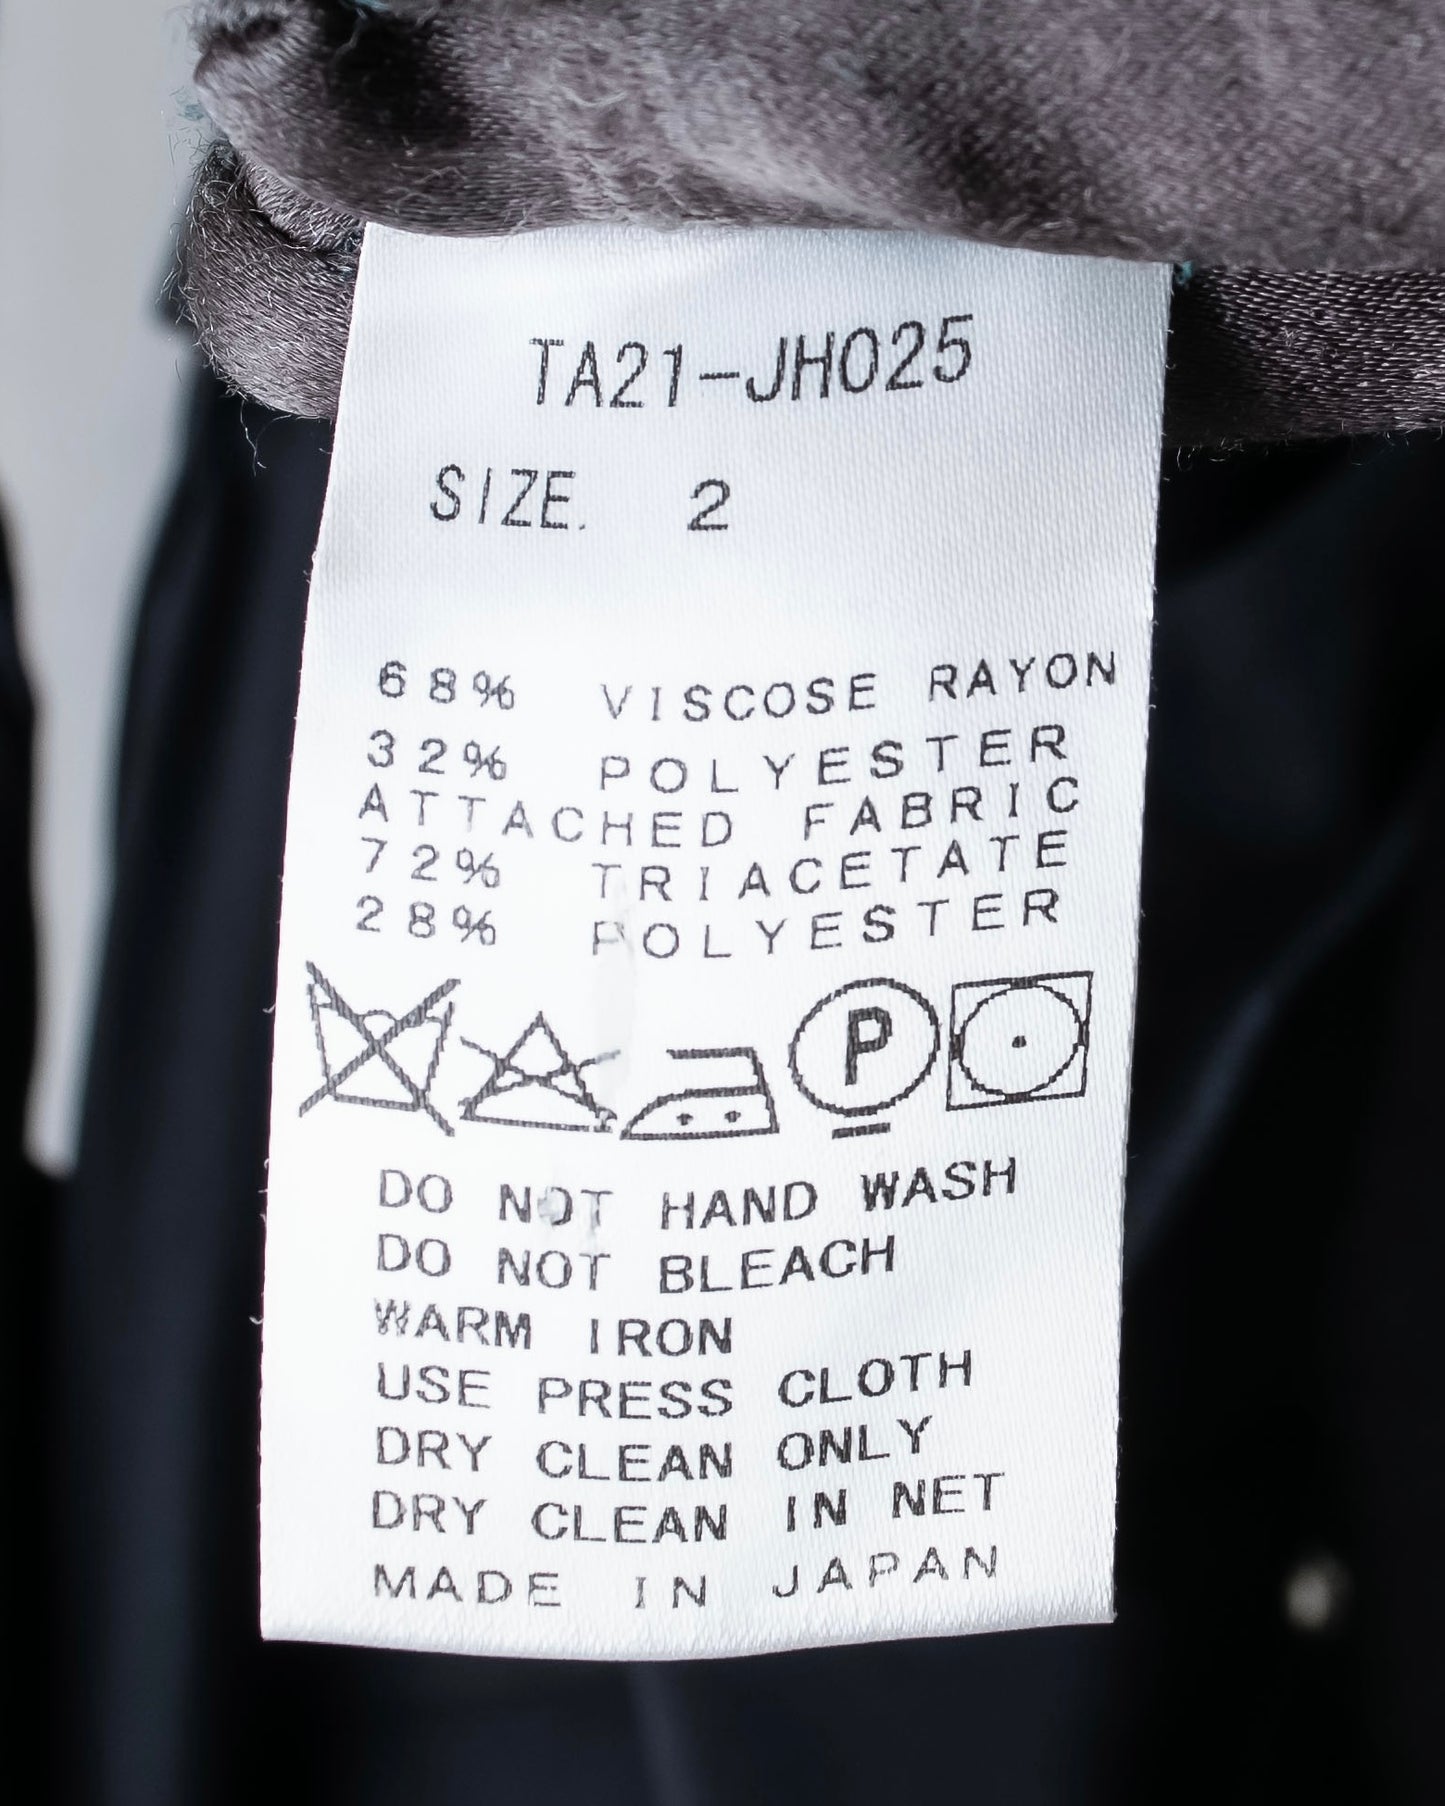 TA21-JH025
SIZE. 2
68% VISCOSE RAYON
32% POLYESTER
ATTACHED FABRIC
72% TRIACETATE
28% POLYESTER
P
DO NOT HAND WASH
DO NOT BLEACH
WARM IRON
USE PRESS CLOTH
DRY CLEAN ONLY
DRY CLEAN IN NET
MADE IN JAPAN